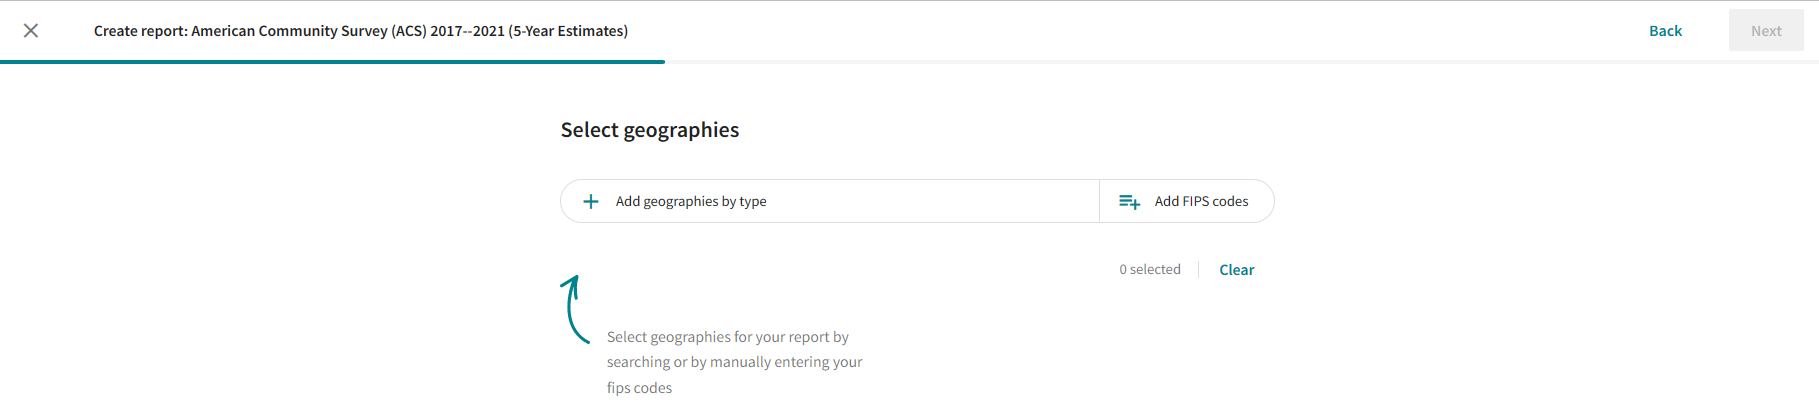 Create report: American Community Survey (ACS) 2017--2021 (5-Year Estimates)
Back
Next
Select geographies
Add geographies by type
Add FIPS codes
0 selected
Clear
Select geographies for your report by
searching or by manually entering your
fips codes